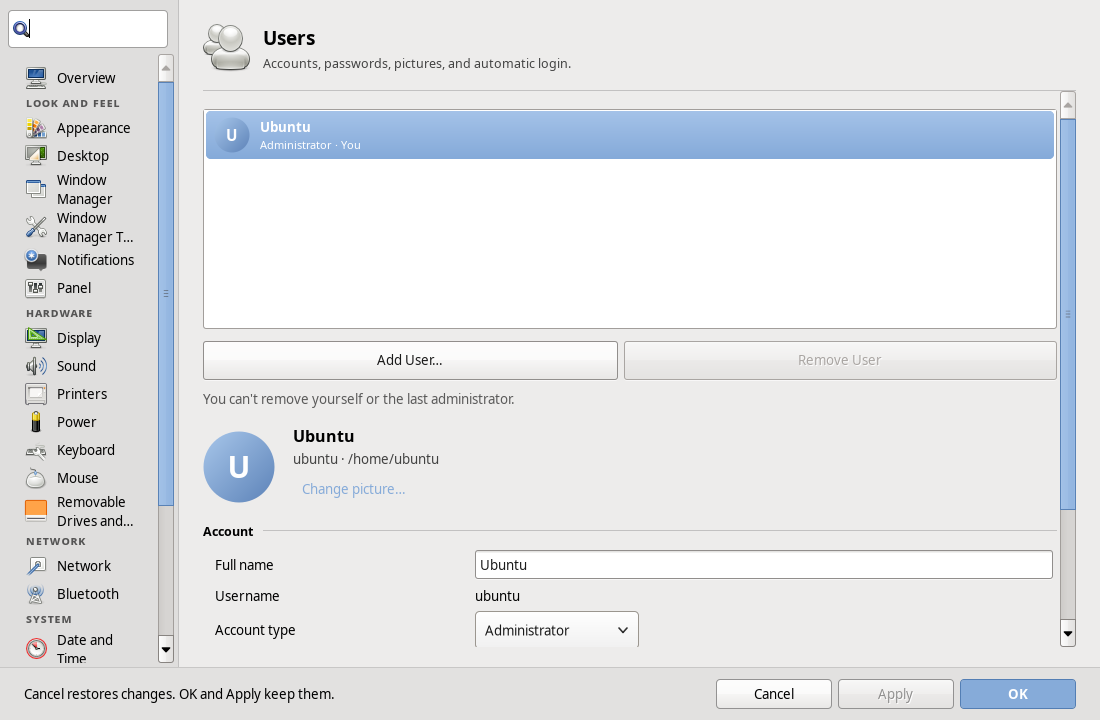 Overview
LOOK AND FEEL
Appearance
Desktop
Window
Manager
Window
Manager T...
Notifications
Panel
HARDWARE
Display
Sound
Printers
Power
Keyboard
Mouse
Removable
Drives and...
NETWORK
Network
Bluetooth
SYSTEM
Date and
Time
Users
Accounts, passwords, pictures, and automatic login.
U
Ubuntu
Administrator · You
Add User...
Remove User
You can't remove yourself or the last administrator.
U
Ubuntu
ubuntu · /home/ubuntu
Change picture...
Account
Full name
Ubuntu
Username
ubuntu
Account type
Administrator
Cancel restores changes. OK and Apply keep them.
Cancel
Apply
OK